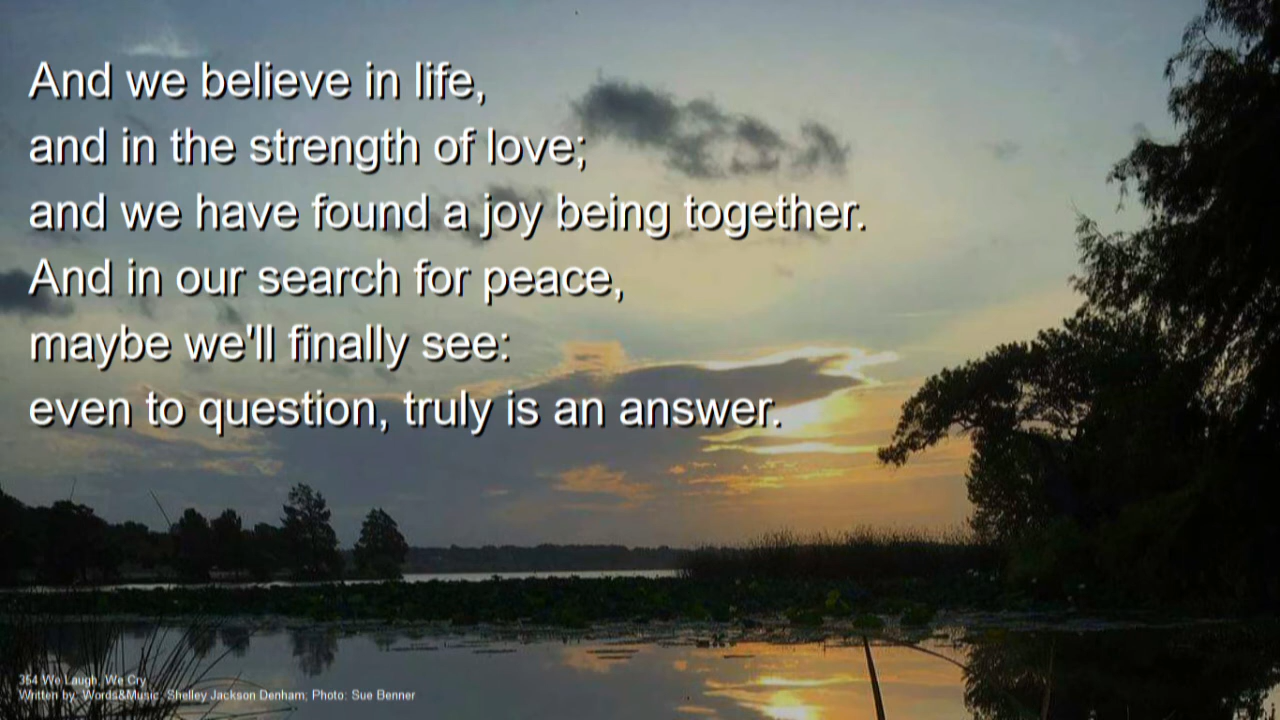 And we believe in life,
and in the strength of love;
and we have found a joy being together.
And in our search for peace,
maybe we'll finally see:
even to question, truly is an answer.
354 We Laugh, We Cry
Written by: Words&Music: Shelley Jackson Denham; Photo: Sue Benner